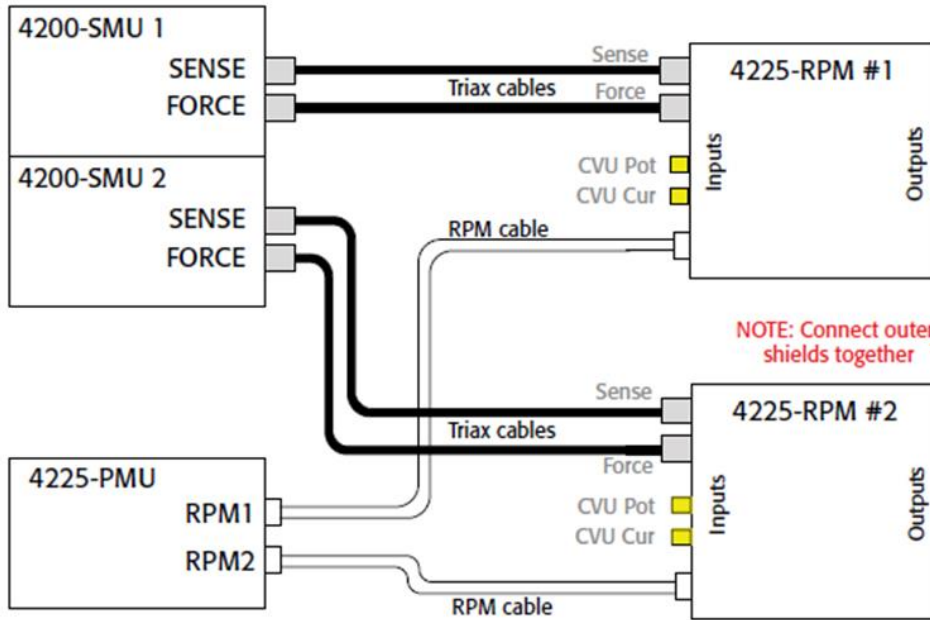 4200-SMU 1
SENSE
FORCE
4200-SMU 2
SENSE
FORCE
Triax cables
Sense
Force
CVU Pot
CVU Cur
4225-RPM #1
Inputs
Outputs
RPM cable
NOTE: Connect outer
shields together
4225-PMU
RPM1
RPM2
Triax cables
RPM cable
Sense
Force
CVU Pot
CVU Cur
4225-RPM #2
Inputs
Outputs